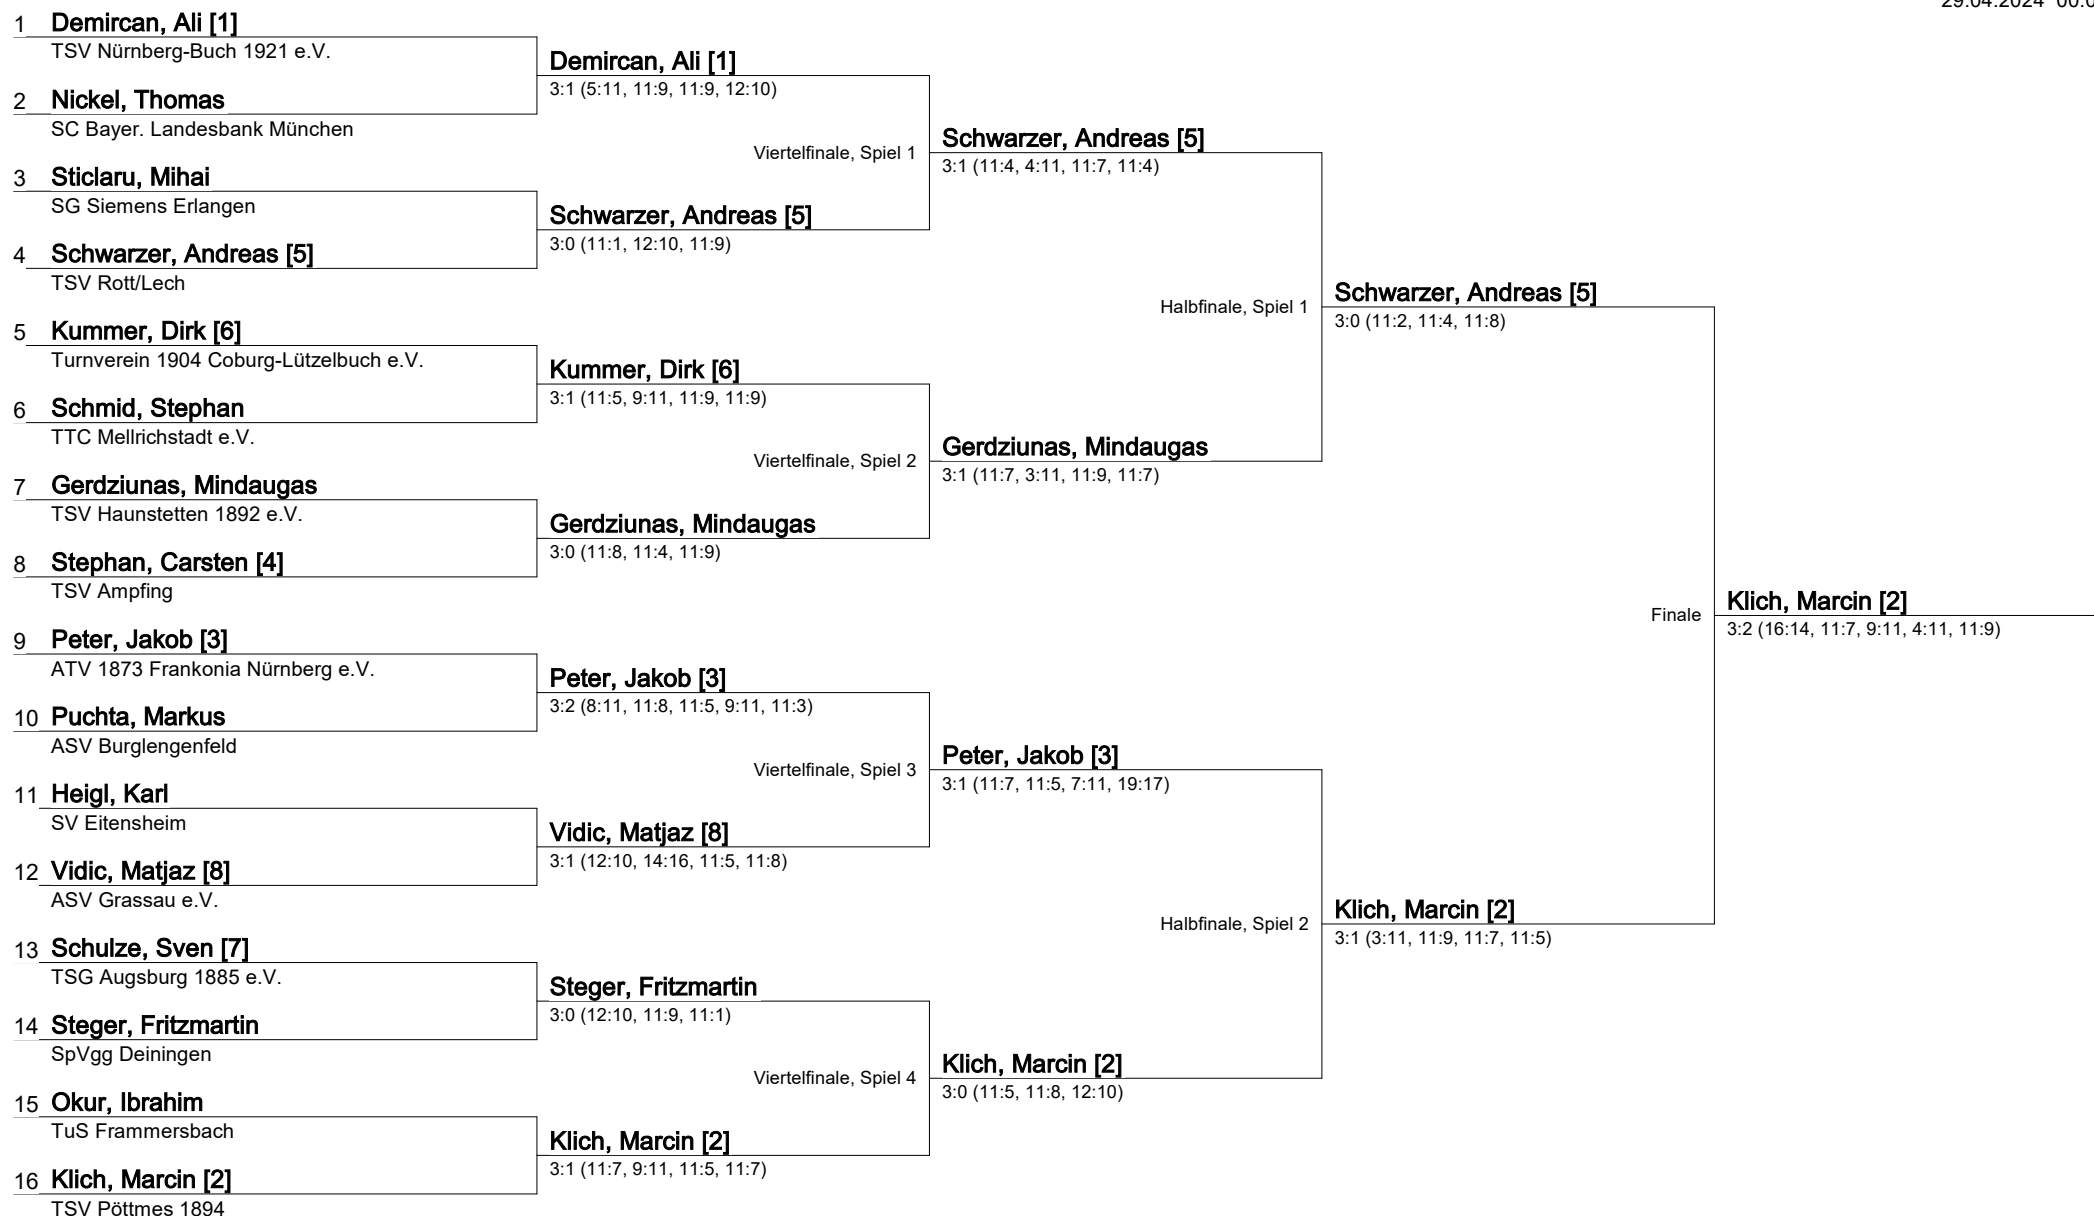 29.04.2024 00:0
1 Demircan, Ali [1]
TSV Nürnberg-Buch 1921 e.V.
2 Nickel, Thomas
SC Bayer. Landesbank München
3 Sticlaru, Mihai
SG Siemens Erlangen
4 Schwarzer, Andreas [5]
TSV Rott/Lech
5 Kummer, Dirk [6]
Turnverein 1904 Coburg-Lützelbuch e.V.
6 Schmid, Stephan
TTC Mellrichstadt e.V.
7 Gerdziunas, Mindaugas
TSV Haunstetten 1892 e.V.
8 Stephan, Carsten [4]
TSV Ampfing
9 Peter, Jakob [3]
ATV 1873 Frankonia Nürnberg e.V.
10 Puchta, Markus
ASV Burglengenfeld
11 Heigl, Karl
SV Eitensheim
12 Vidic, Matjaz [8]
ASV Grassau e.V.
13 Schulze, Sven [7]
TSG Augsburg 1885 e.V.
14 Steger, Fritzmartin
SpVgg Deiningen
15 Okur, Ibrahim
TuS Frammersbach
16 Klich, Marcin [2]
TSV Pöttmes 1894
Demircan, Ali [1]
3:1 (5:11, 11:9, 11:9, 12:10)
Viertelfinale, Spiel 1
Schwarzer, Andreas [5]
3:0 (11:1, 12:10, 11:9)
Kummer, Dirk [6]
3:1 (11:5, 9:11, 11:9, 11:9)
Viertelfinale, Spiel 2
Gerdziunas, Mindaugas
3:0 (11:8, 11:4, 11:9)
Peter, Jakob [3]
3:2 (8:11, 11:8, 11:5, 9:11, 11:3)
Viertelfinale, Spiel 3
Vidic, Matjaz [8]
3:1 (12:10, 14:16, 11:5, 11:8)
Steger, Fritzmartin
3:0 (12:10, 11:9, 11:1)
Viertelfinale, Spiel 4
Klich, Marcin [2]
3:1 (11:7, 9:11, 11:5, 11:7)
Schwarzer, Andreas [5]
3:1 (11:4, 4:11, 11:7, 11:4)
Halbfinale, Spiel 1
Gerdziunas, Mindaugas
3:1 (11:7, 3:11, 11:9, 11:7)
Peter, Jakob [3]
3:1 (11:7, 11:5, 7:11, 19:17)
Halbfinale, Spiel 2
Klich, Marcin [2]
3:0 (11:5, 11:8, 12:10)
Schwarzer, Andreas [5]
3:0 (11:2, 11:4, 11:8)
Finale
Klich, Marcin [2]
3:1 (3:11, 11:9, 11:7, 11:5)
Klich, Marcin [2]
3:2 (16:14, 11:7, 9:11, 4:11, 11:9)